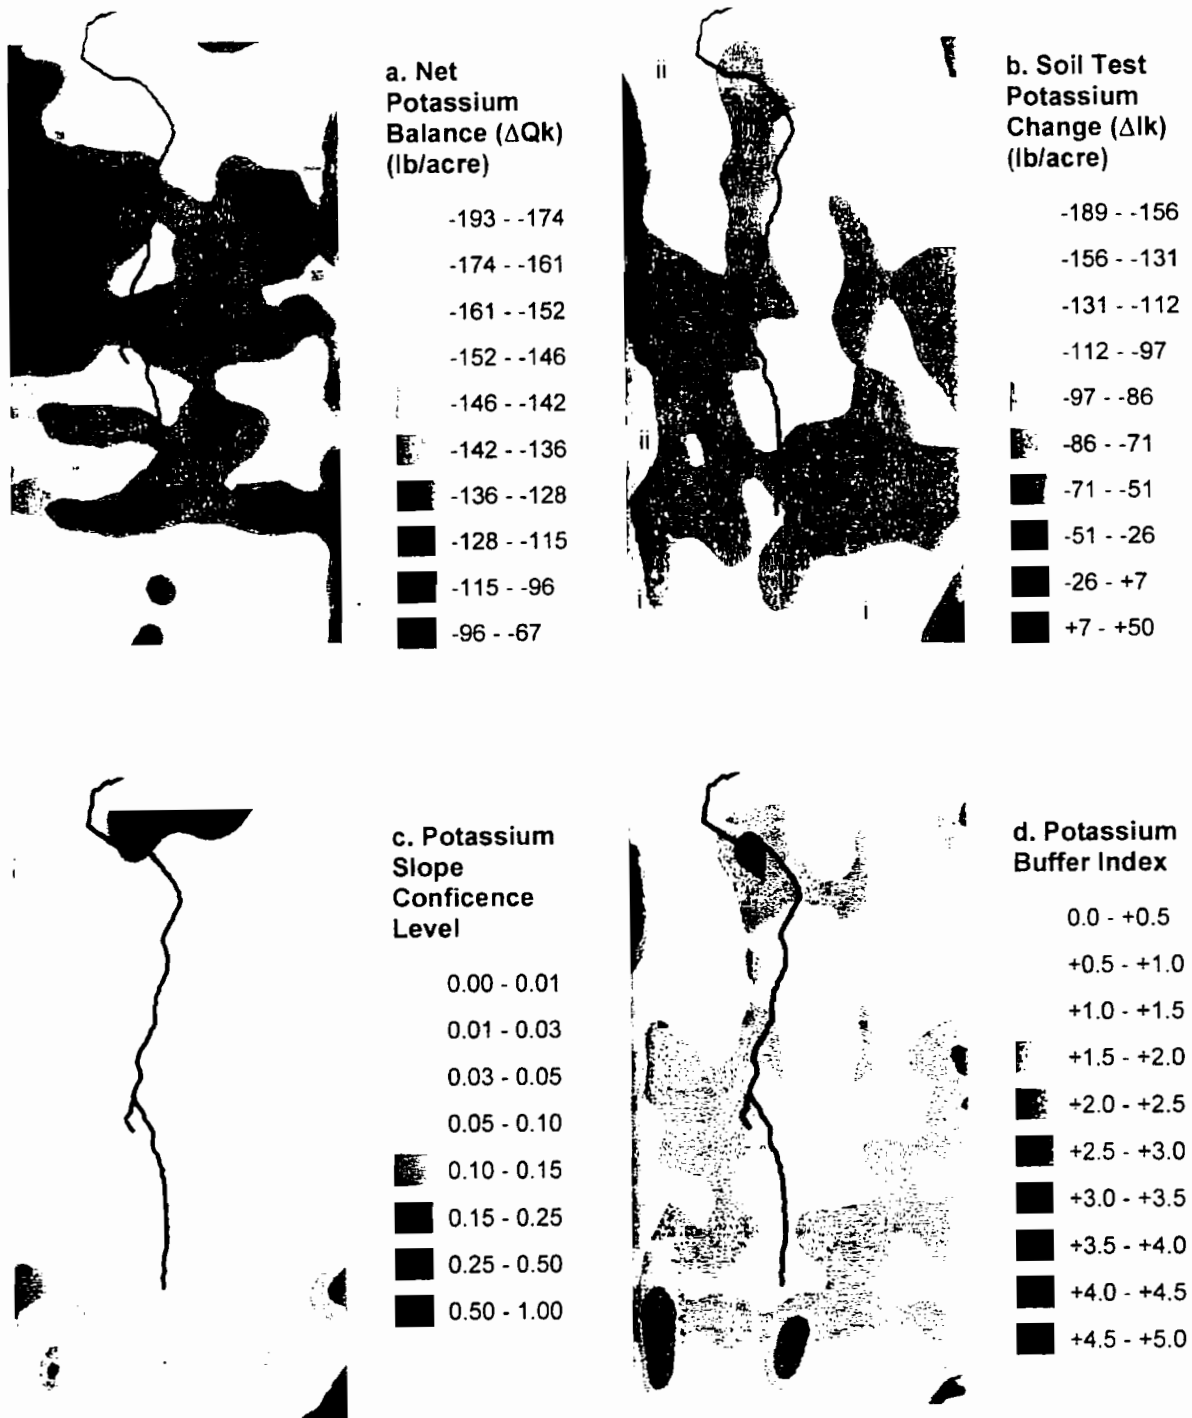 a. Net
Potassium
Balance (ΔQk)
(lb/acre)
-193 - -174
-174 - -161
-161 - -152
-152 - -146
-146 - -142
-142 - -136
-136 - -128
-128 - -115
-115 - -96
-96 - -67
ii
ii
i
i
b. Soil Test
Potassium
Change (ΔIk)
(lb/acre)
-189 - -156
-156 - -131
-131 - -112
-112 - -97
-97 - -86
-86 - -71
-71 - -51
-51 - -26
-26 - +7
+7 - +50
c. Potassium
Slope
Conficence
Level
0.00 - 0.01
0.01 - 0.03
0.03 - 0.05
0.05 - 0.10
0.10 - 0.15
0.15 - 0.25
0.25 - 0.50
0.50 - 1.00
d. Potassium
Buffer Index
0.0 - +0.5
+0.5 - +1.0
+1.0 - +1.5
+1.5 - +2.0
+2.0 - +2.5
+2.5 - +3.0
+3.0 - +3.5
+3.5 - +4.0
+4.0 - +4.5
+4.5 - +5.0